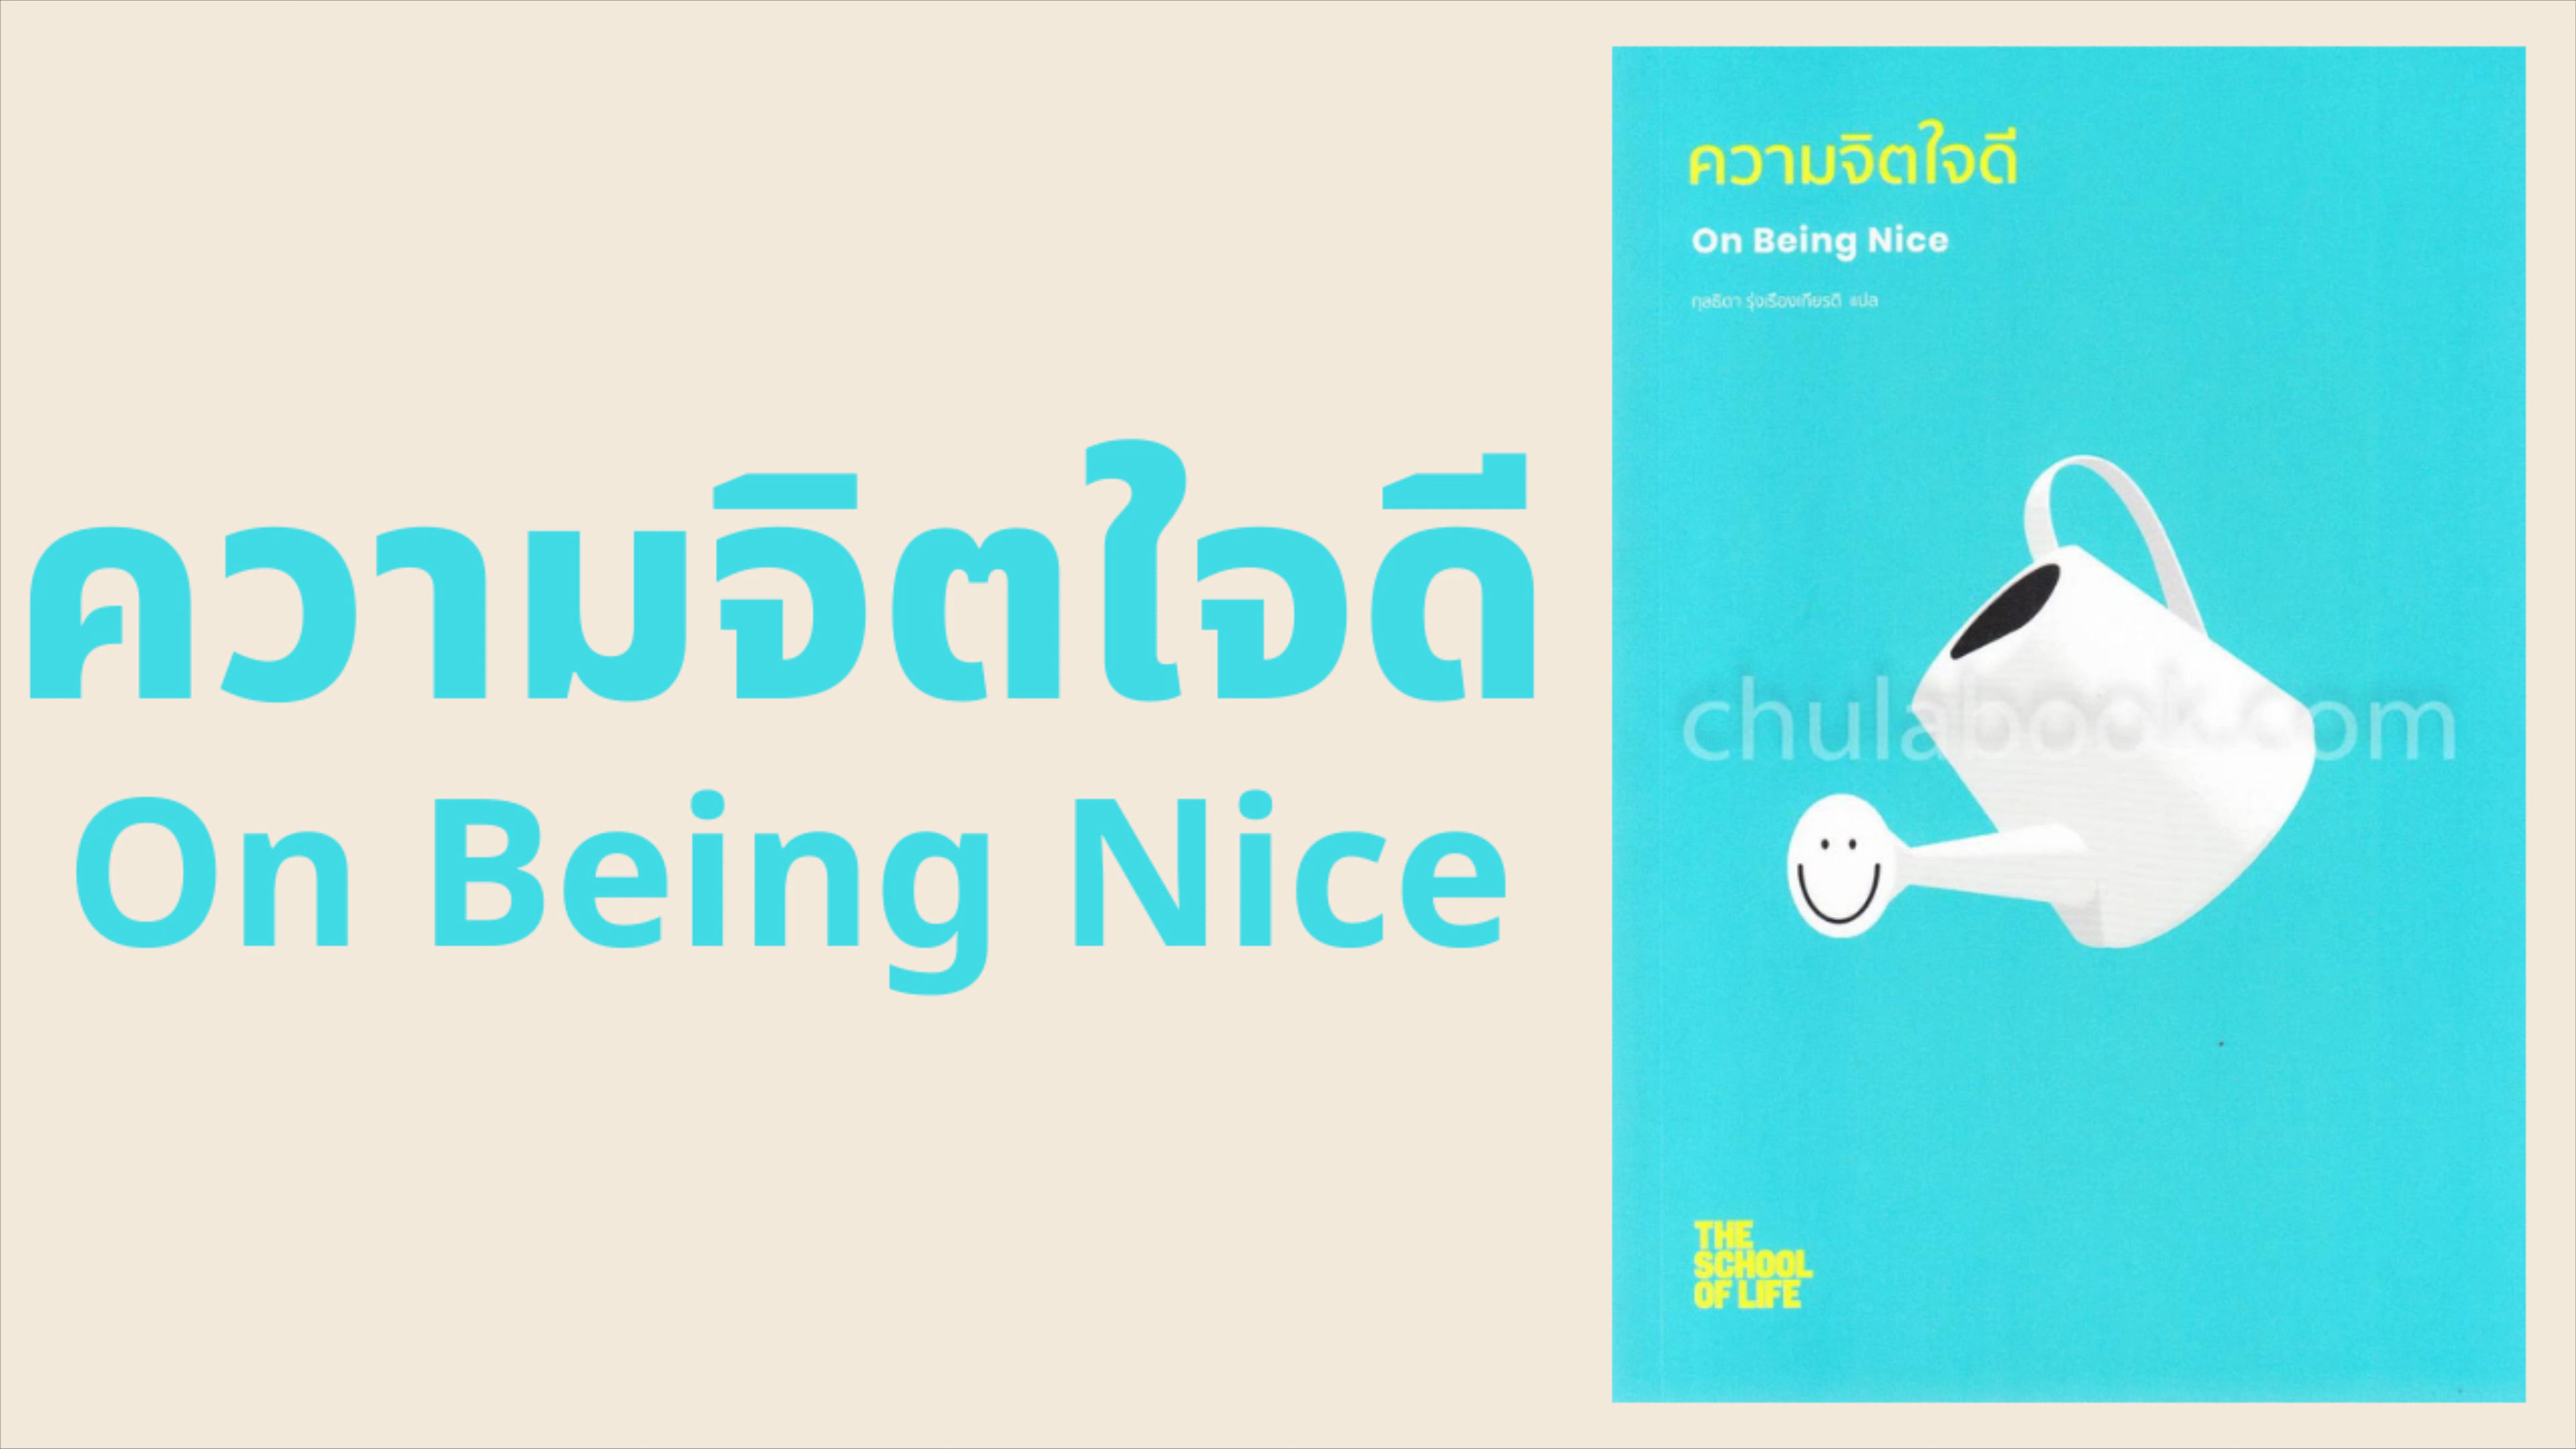 ความจิตใจดี
On Being Nice
ความจิตใจดี
On Being Nice
กุลธิดา รุ่งเรืองเกียรติ แปล
chulabook.com
THE
SCHOOL
OF LIFE